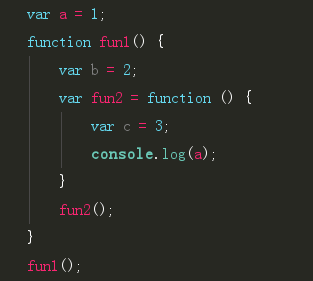 var a = 1;
function fun1() {
    var b = 2;
    var fun2 = function () {
        var c = 3;
        console.log(a);
    }
    fun2();
}
fun1();